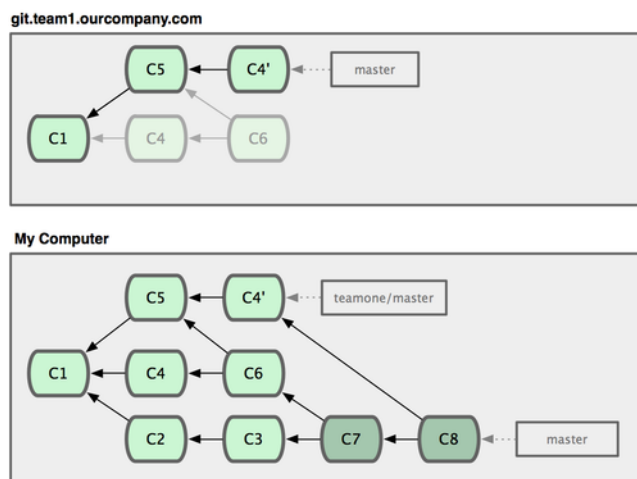 git.team1.ourcompany.com
C5 C4' master
C1 C4 C6
My Computer
C5 C4' teamone/master
C1 C4 C6
C2 C3 C7 C8 master